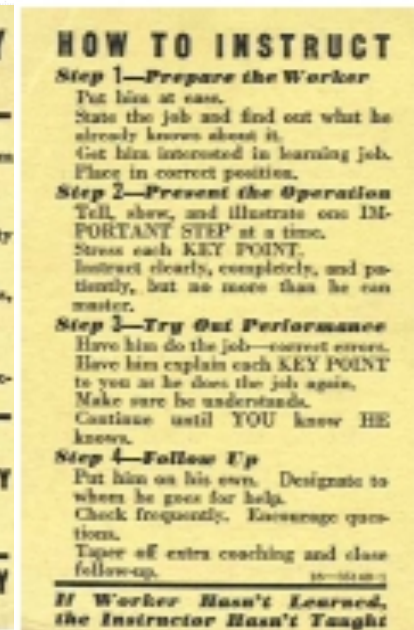 HOW TO INSTRUCT
Step 1—Prepare the Worker
Put him at ease.
State the job and find out what he
already knows about it.
Get him interested in learning job.
Place in correct position.
Step 2—Present the Operation
Tell, show, and illustrate one IM-
PORTANT STEP at a time.
Stress each KEY POINT.
Instruct clearly, completely, and pa-
tiently, but no more than he can
master.
Step 3—Try Out Performance
Have him do the job—correct errors.
Have him explain each KEY POINT
to you as he does the job again.
Make sure he understands.
Continue until YOU know HE
knows.
Step 4—Follow Up
Put him on his own. Designate to
whom he goes for help.
Check frequently. Encourage ques-
tions.
Taper off extra coaching and close
follow-up.
If Worker Hasn't Learned,
the Instructor Hasn't Taught